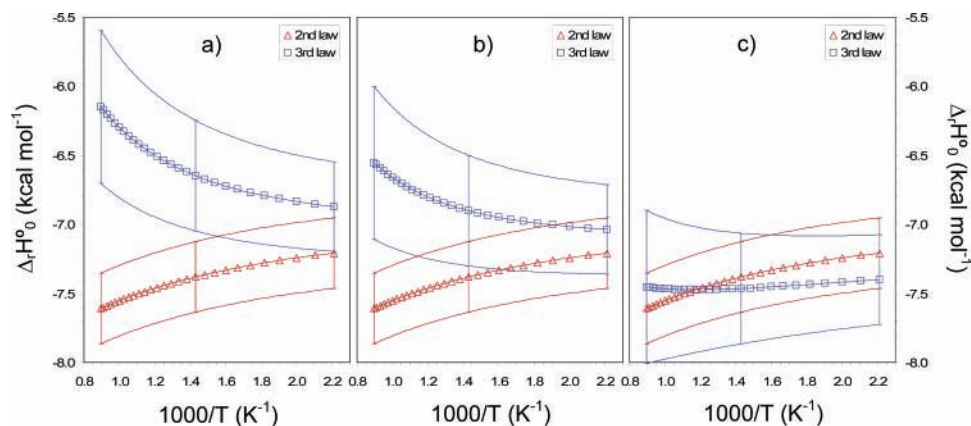 a)
2nd law
3rd law
b)
2nd law
3rd law
c)
2nd law
3rd law
-5.5
-6.0
-6.5
-7.0
-7.5
-8.0
ΔrHº0 (kcal mol-1)
-5.5
-6.0
-6.5
-7.0
-7.5
-8.0
ΔrHº0 (kcal mol-1)
0.8 1.0 1.2 1.4 1.6 1.8 2.0 2.2
0.8 1.0 1.2 1.4 1.6 1.8 2.0 2.2
0.8 1.0 1.2 1.4 1.6 1.8 2.0 2.2
1000/T (K-1)
1000/T (K-1)
1000/T (K-1)